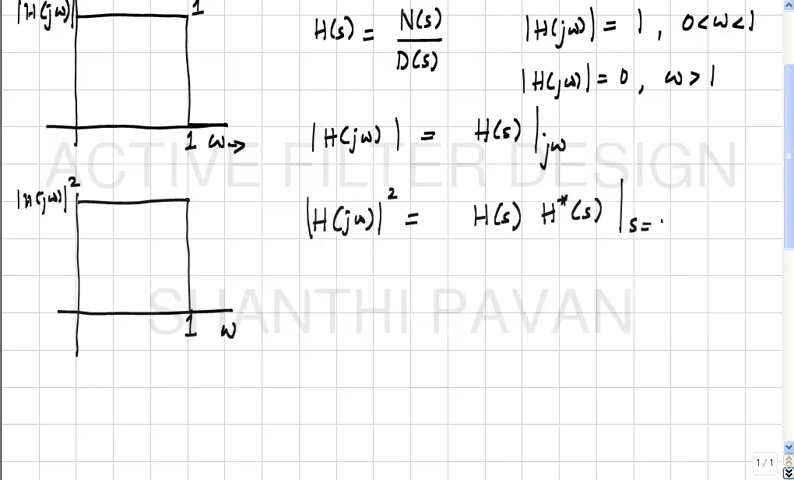 |H(jω)| 1
H(s) = N(s)/D(s) |H(jω)| = 1, 0<ω<1
|H(jω)| = 0, ω>1
1 ω→
|H(jω)| = H(s)|jω
ACTIVE FILTER DESIGN
|H(jω)|²
|H(jω)|² = H(s) H*(s)|s=
SHANTHI PAVAN
1 ω
1/1